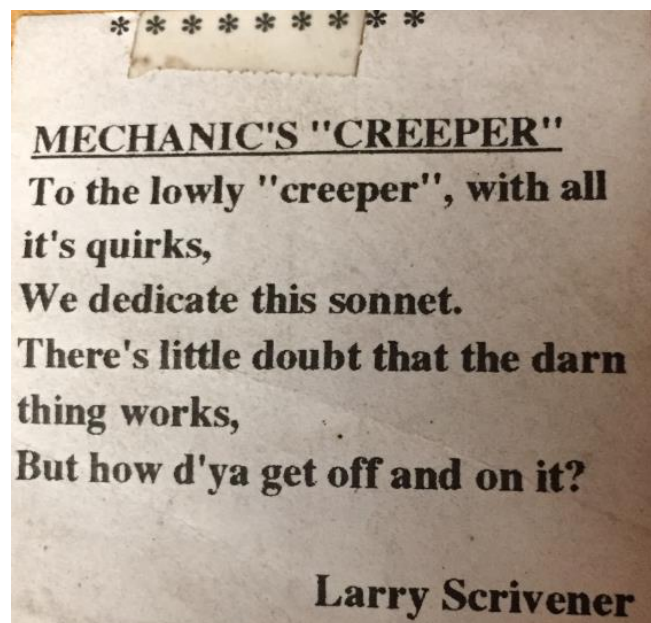 * * * * * * * * *
MECHANIC'S "CREEPER"
To the lowly "creeper", with all
it's quirks,
We dedicate this sonnet.
There's little doubt that the darn
thing works,
But how d'ya get off and on it?
Larry Scrivener